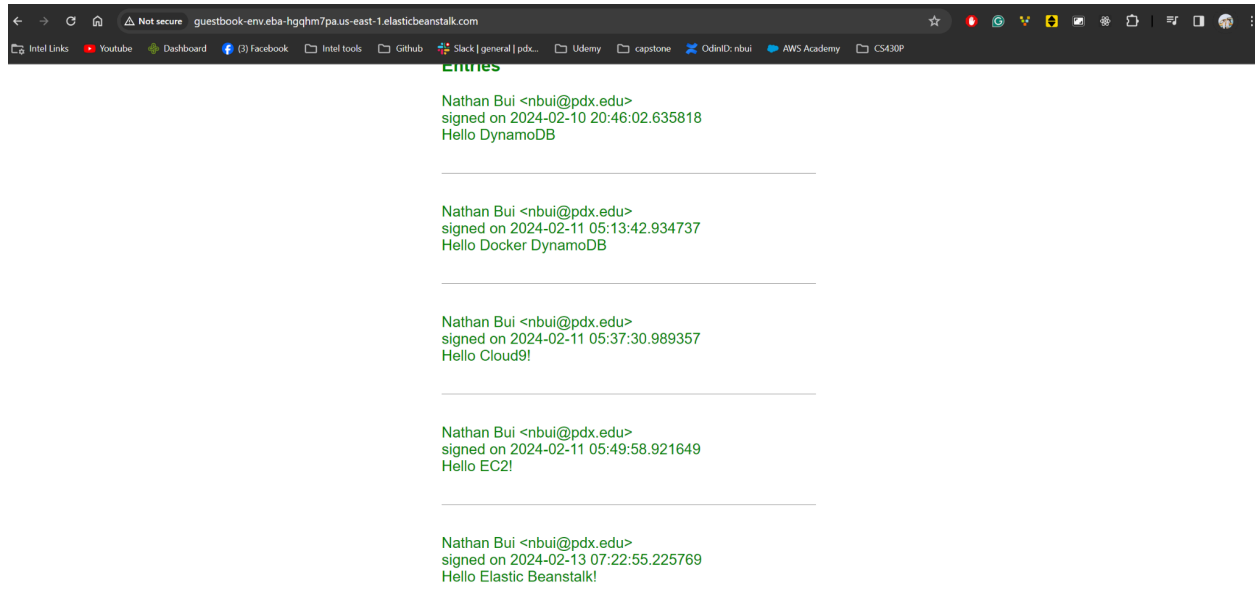 Not secure guestbook-env.eba-hgqhm7pa.us-east-1.elasticbeanstalk.com
Intel Links Youtube Dashboard (3) Facebook Intel tools Github Slack | general | pdx... Udemy capstone OdinID: nbui AWS Academy CS430P
Entries
Nathan Bui <nbui@pdx.edu>
signed on 2024-02-10 20:46:02.635818
Hello DynamoDB
Nathan Bui <nbui@pdx.edu>
signed on 2024-02-11 05:13:42.934737
Hello Docker DynamoDB
Nathan Bui <nbui@pdx.edu>
signed on 2024-02-11 05:37:30.989357
Hello Cloud9!
Nathan Bui <nbui@pdx.edu>
signed on 2024-02-11 05:49:58.921649
Hello EC2!
Nathan Bui <nbui@pdx.edu>
signed on 2024-02-13 07:22:55.225769
Hello Elastic Beanstalk!